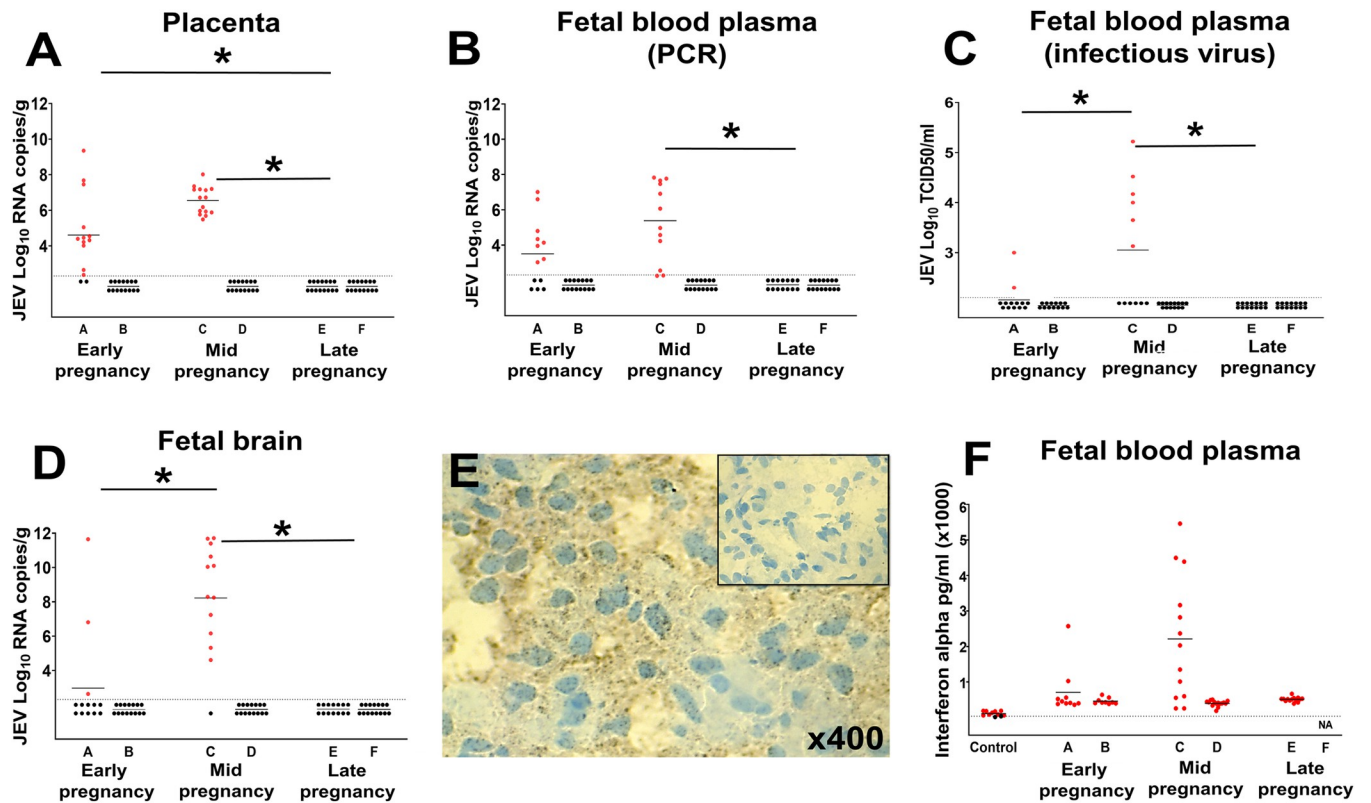 A
Placenta
*
*
JEV Log10 RNA copies/g
12
10
8
6
4
A B C D E F
Early pregnancy
Mid pregnancy
Late pregnancy
B
Fetal blood plasma
(PCR)
*
JEV Log10 RNA copies/g
12
10
8
6
4
A B C D E F
Early pregnancy
Mid pregnancy
Late pregnancy
C
Fetal blood plasma
(infectious virus)
*
*
JEV Log10 TCID50/ml
6
5
4
3
A B C D E F
Early pregnancy
Mid pregnancy
Late pregnancy
D
Fetal brain
*
*
JEV Log10 RNA copies/g
12
10
8
6
4
A B C D E F
Early pregnancy
Mid pregnancy
Late pregnancy
E
x400
F
Fetal blood plasma
Interferon alpha pg/ml (x1000)
6
5
4
3
2
1
NA
Control A B C D E F
Early pregnancy
Mid pregnancy
Late pregnancy